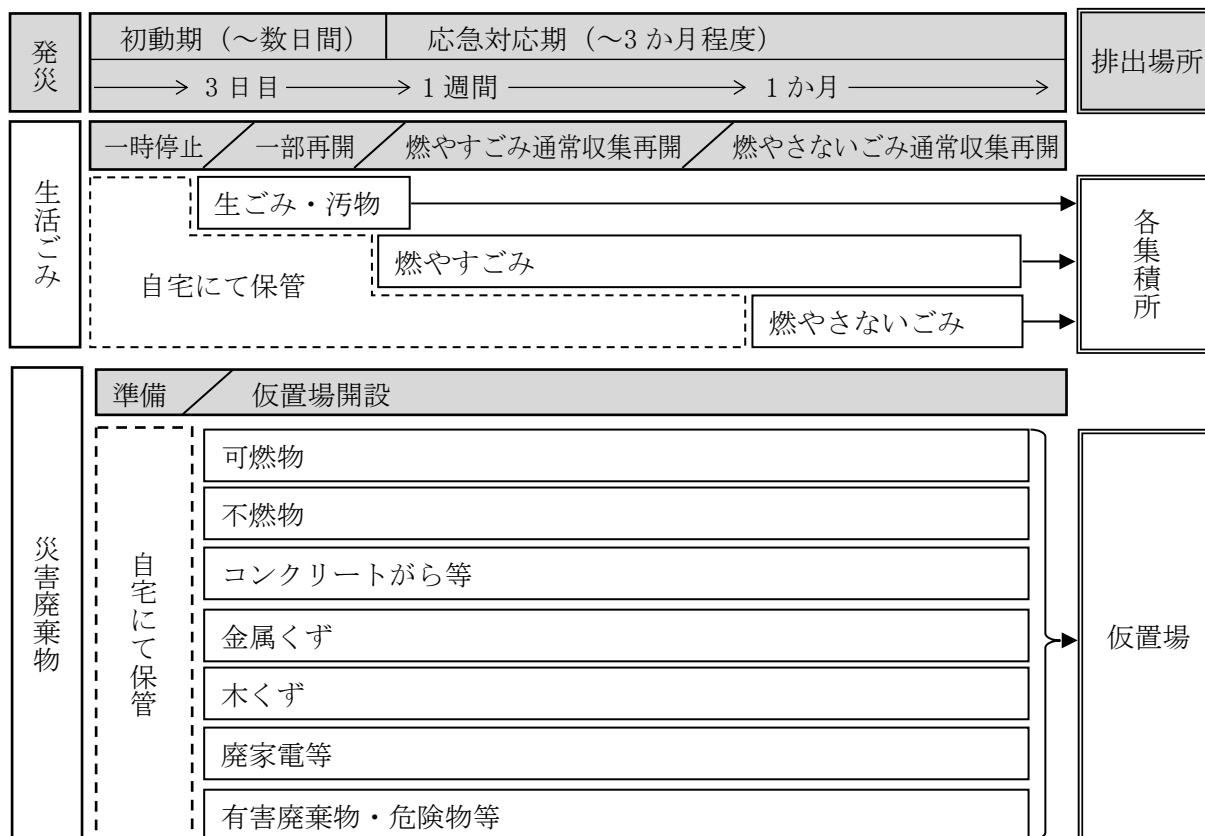 発災
初動期（～数日間）
応急対応期（～3か月程度）
3日目
1週間
1か月
排出場所
生活ごみ
一時停止
一部再開
燃やすごみ通常収集再開
燃やさないごみ通常収集再開
生ごみ・汚物
燃やすごみ
自宅にて保管
燃やさないごみ
各集積所
災害廃棄物
準備
仮置場開設
自宅にて保管
可燃物
不燃物
コンクリートがら等
金属くず
木くず
廃家電等
有害廃棄物・危険物等
仮置場